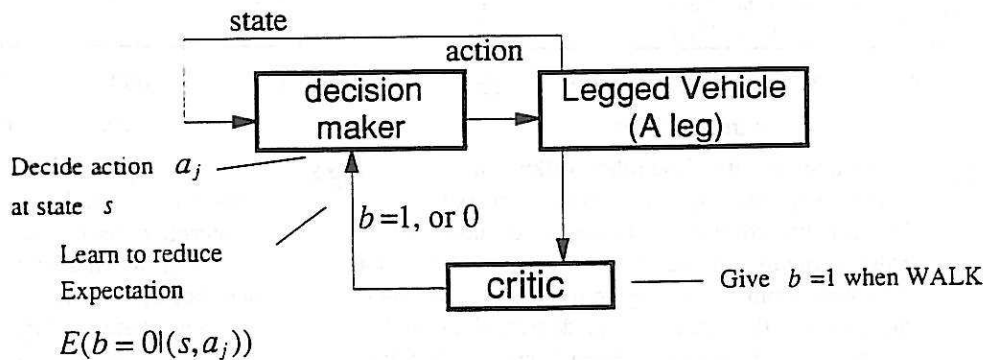 state
action
decision
maker
Legged Vehicle
(A leg)
Decide action a_j
at state s
b =1, or 0
Learn to reduce
Expectation
E(b = 0|(s,a_j))
critic
Give b =1 when WALK